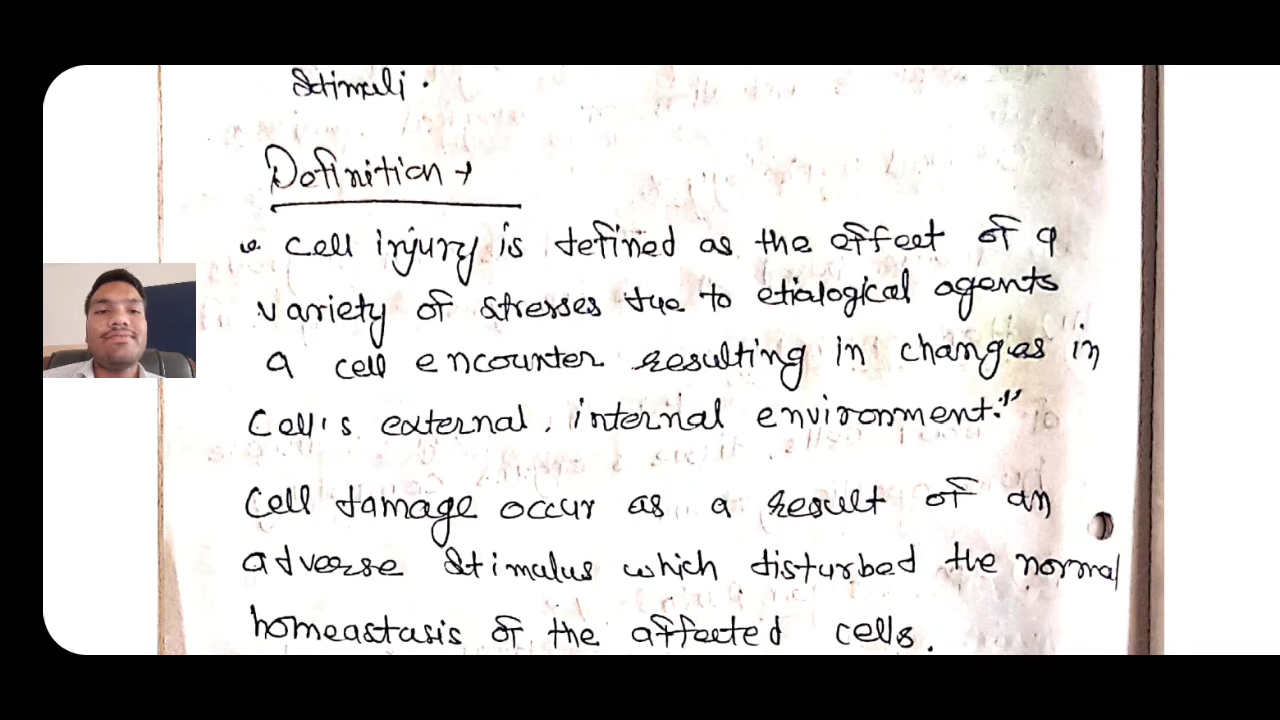 stimuli.
Definition →
" Cell injury is defined as the effect of a
variety of stresses due to etialogical agents
a cell encounter resulting in changes in
Cell's external, internal environment."
Cell damage occur as a result of an
adverse stimulus which disturbed the normal
homeastasis of the affected cells.